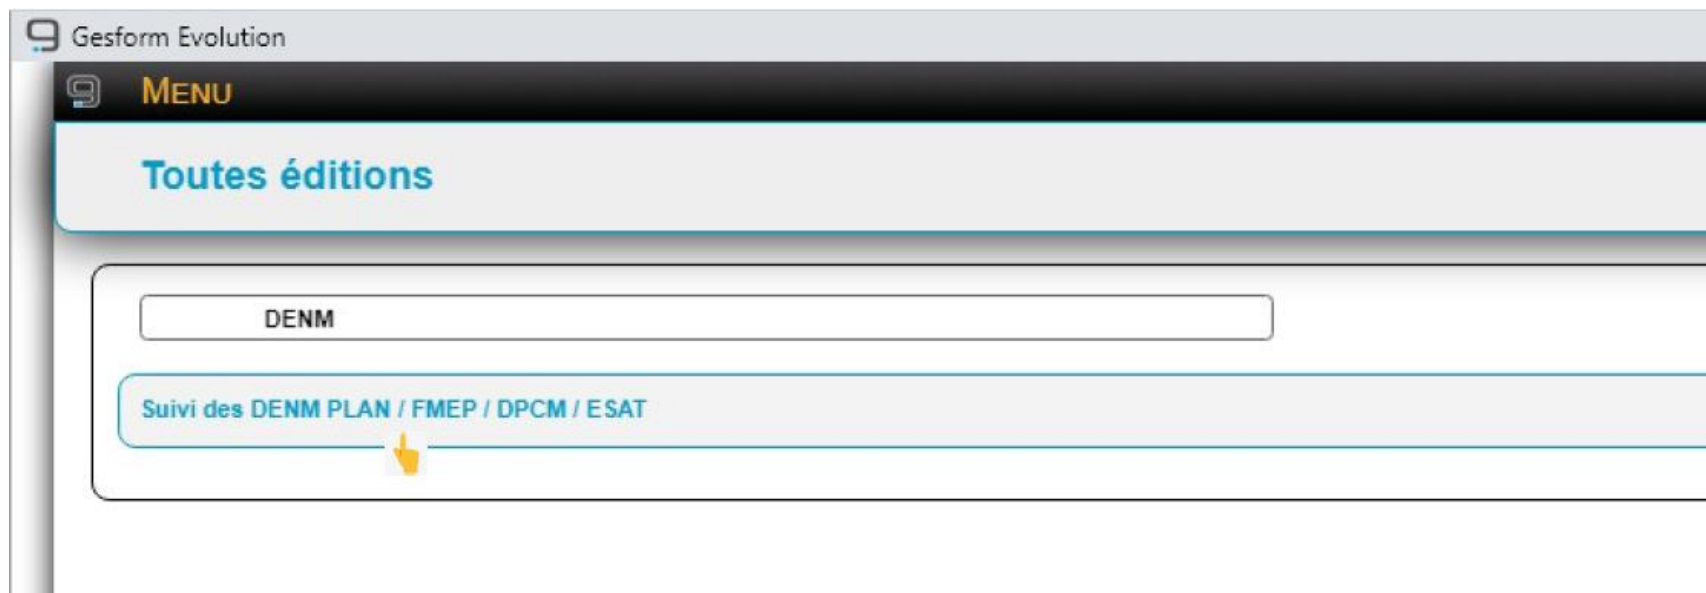 Gesform Evolution
MENU
Toutes éditions
DENM
Suivi des DENM PLAN / FMEP / DPCM / ESAT